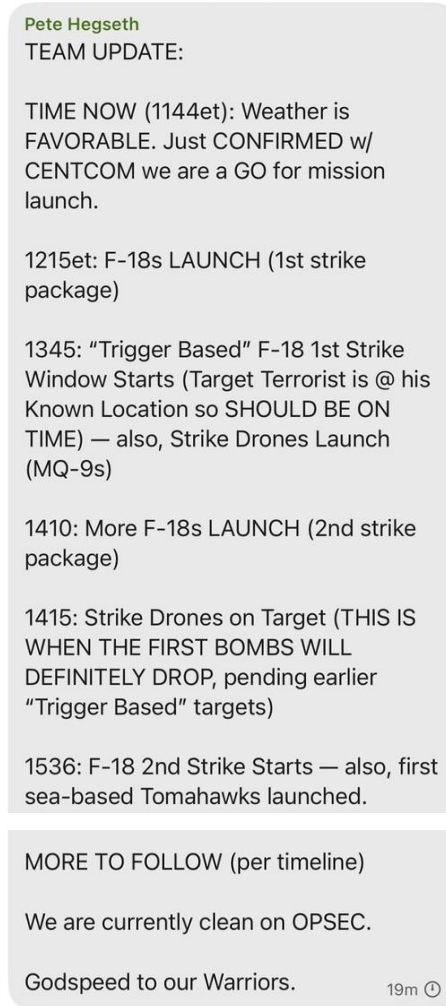 Pete Hegseth
TEAM UPDATE:
TIME NOW (1144et): Weather is
FAVORABLE. Just CONFIRMED w/
CENTCOM we are a GO for mission
launch.
1215et: F-18s LAUNCH (1st strike
package)
1345: “Trigger Based” F-18 1st Strike
Window Starts (Target Terrorist is @ his
Known Location so SHOULD BE ON
TIME) — also, Strike Drones Launch
(MQ-9s)
1410: More F-18s LAUNCH (2nd strike
package)
1415: Strike Drones on Target (THIS IS
WHEN THE FIRST BOMBS WILL
DEFINITELY DROP, pending earlier
“Trigger Based” targets)
1536: F-18 2nd Strike Starts — also, first
sea-based Tomahawks launched.
MORE TO FOLLOW (per timeline)
We are currently clean on OPSEC.
Godspeed to our Warriors.
19m